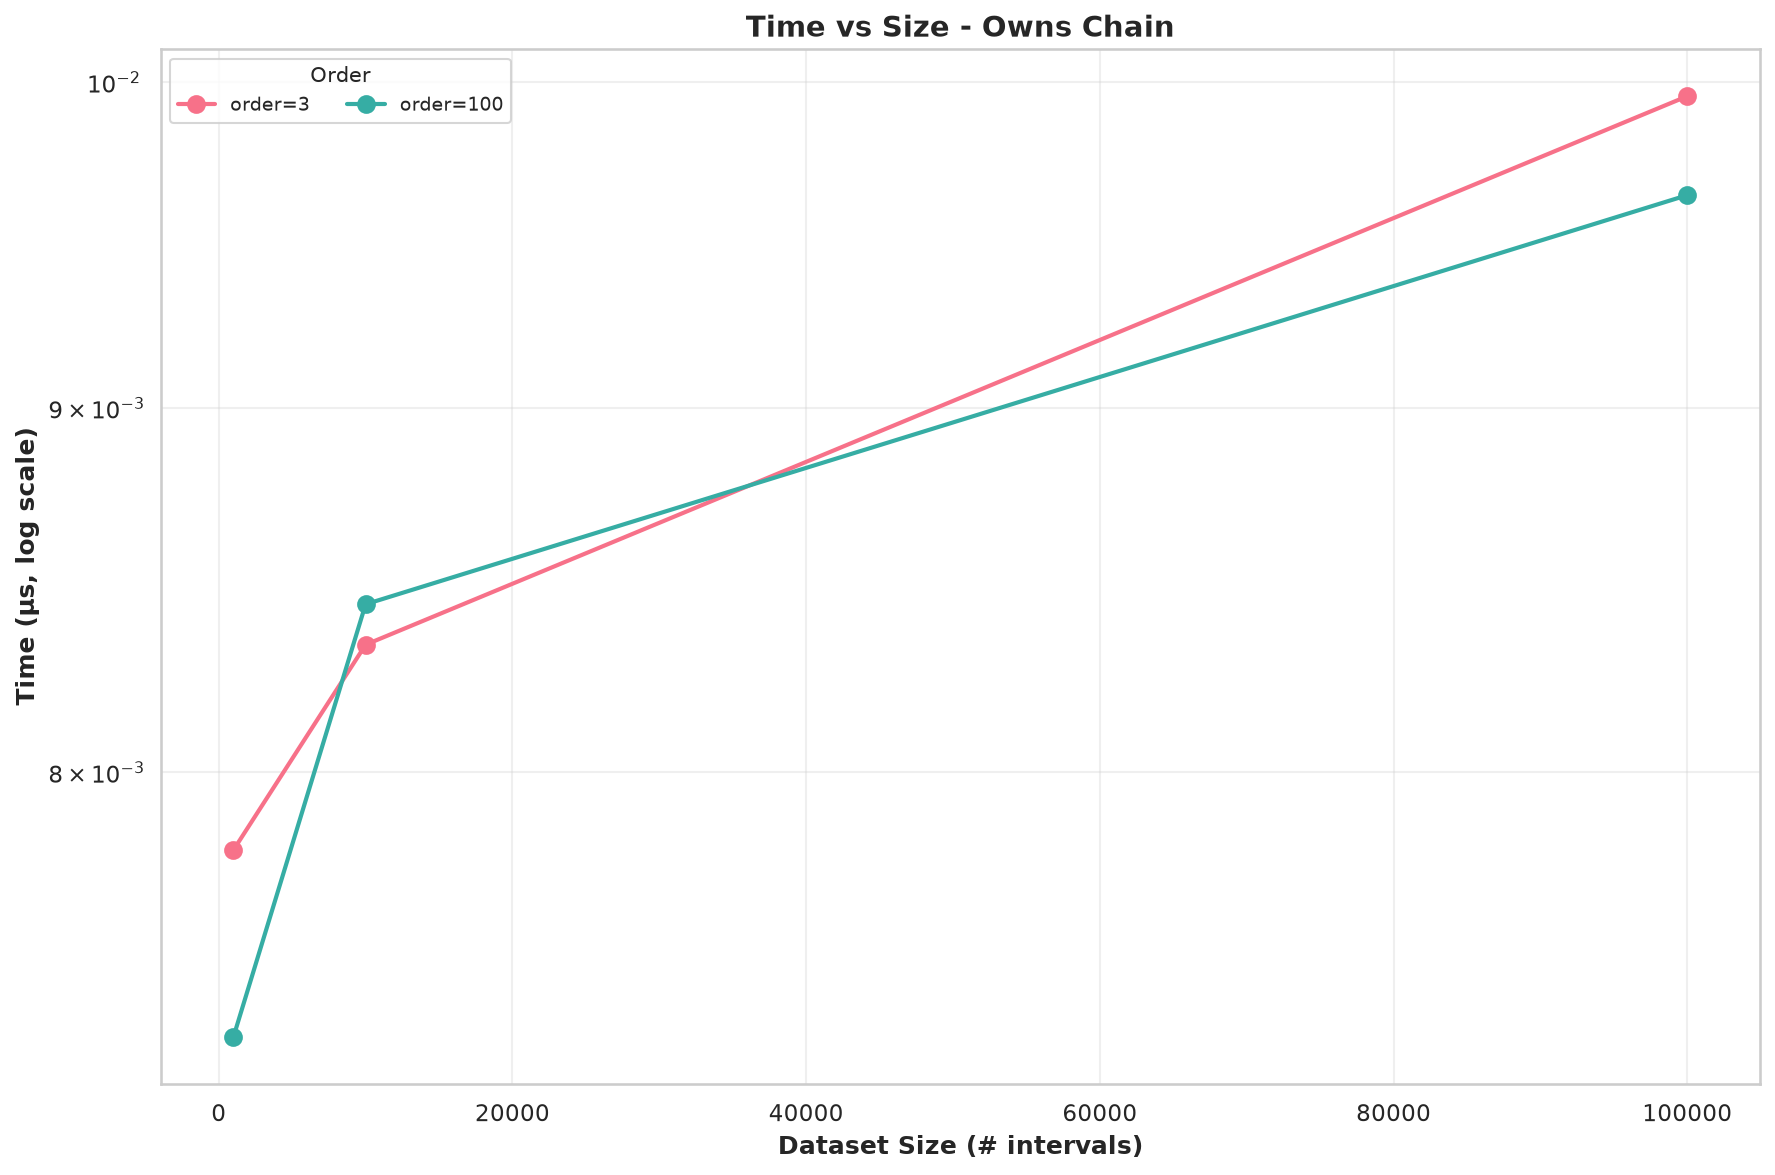 Time vs Size - Owns Chain
Order
order=3 order=100
10⁻²
9 × 10⁻³
8 × 10⁻³
Time (µs, log scale)
0 20000 40000 60000 80000 100000
Dataset Size (# intervals)